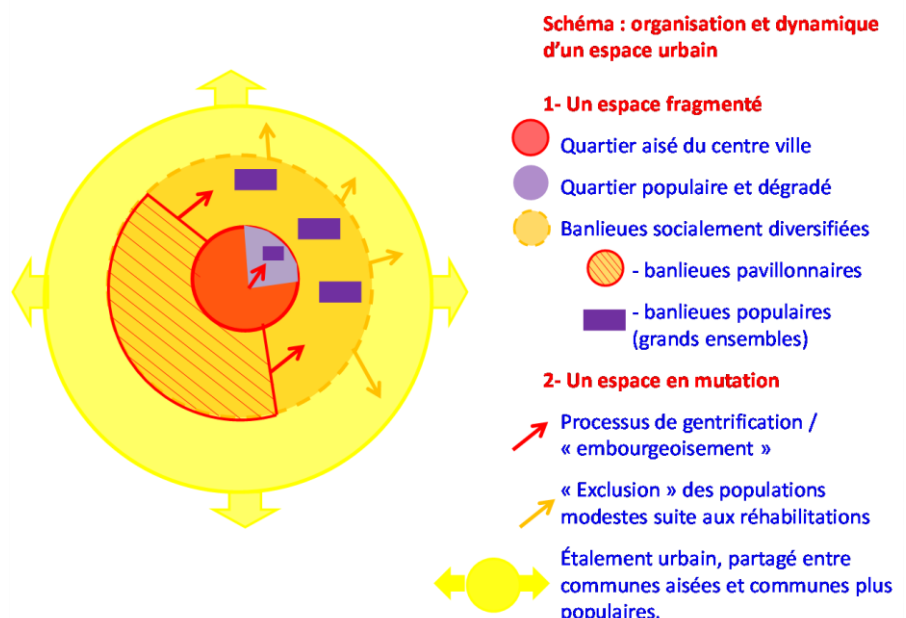 Schéma : organisation et dynamique
d'un espace urbain
1- Un espace fragmenté
Quartier aisé du centre ville
Quartier populaire et dégradé
Banlieues socialement diversifiées
- banlieues pavillonnaires
- banlieues populaires
(grands ensembles)
2- Un espace en mutation
Processus de gentrification /
« embourgeoisement »
« Exclusion » des populations
modestes suite aux réhabilitations
Étalement urbain, partagé entre
communes aisées et communes plus
populaires.